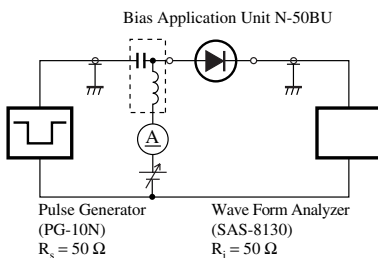 Bias Application Unit N-50BU
A
Pulse Generator
(PG-10N)
Rs = 50 Ω
Wave Form Analyzer
(SAS-8130)
Ri = 50 Ω